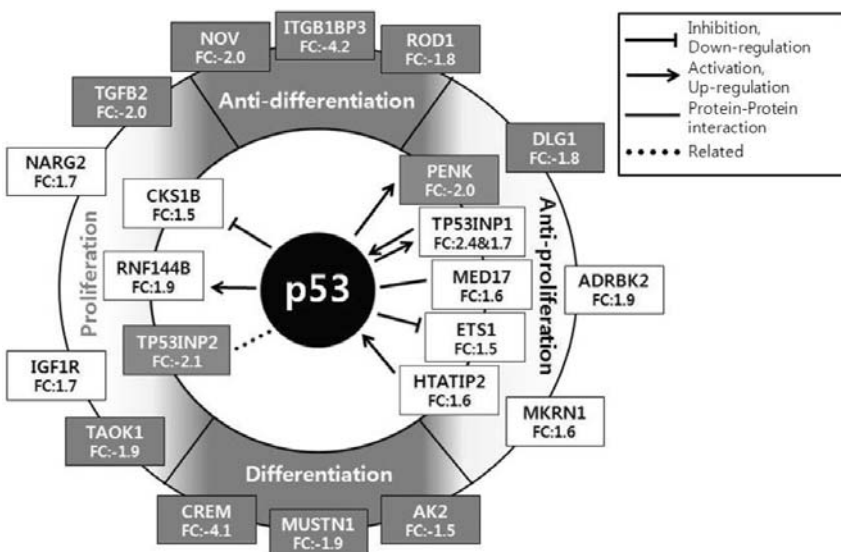 ITGB1BP3
FC:-4.2
NOV
FC:-2.0
ROD1
FC:-1.8
TGFB2
FC:-2.0
Anti-differentiation
DLG1
FC:-1.8
NARG2
FC:1.7
PENK
FC:-2.0
CKS1B
FC:1.5
TP53INP1
FC:2.48&1.7
RNF144B
FC:1.9
p53
MED17
FC:1.6
ADRBK2
FC:1.9
Proliferation
Anti-proliferation
ETS1
FC:1.5
TP53INP2
FC:-2.1
IGF1R
FC:1.7
HTATIP2
FC:1.6
MKRN1
FC:1.6
TAOK1
FC:-1.9
Differentiation
CREM
FC:-4.1
MUSTN1
FC:-1.9
AK2
FC:-1.5
Inhibition,
Down-regulation
Activation,
Up-regulation
Protein-Protein
interaction
Related